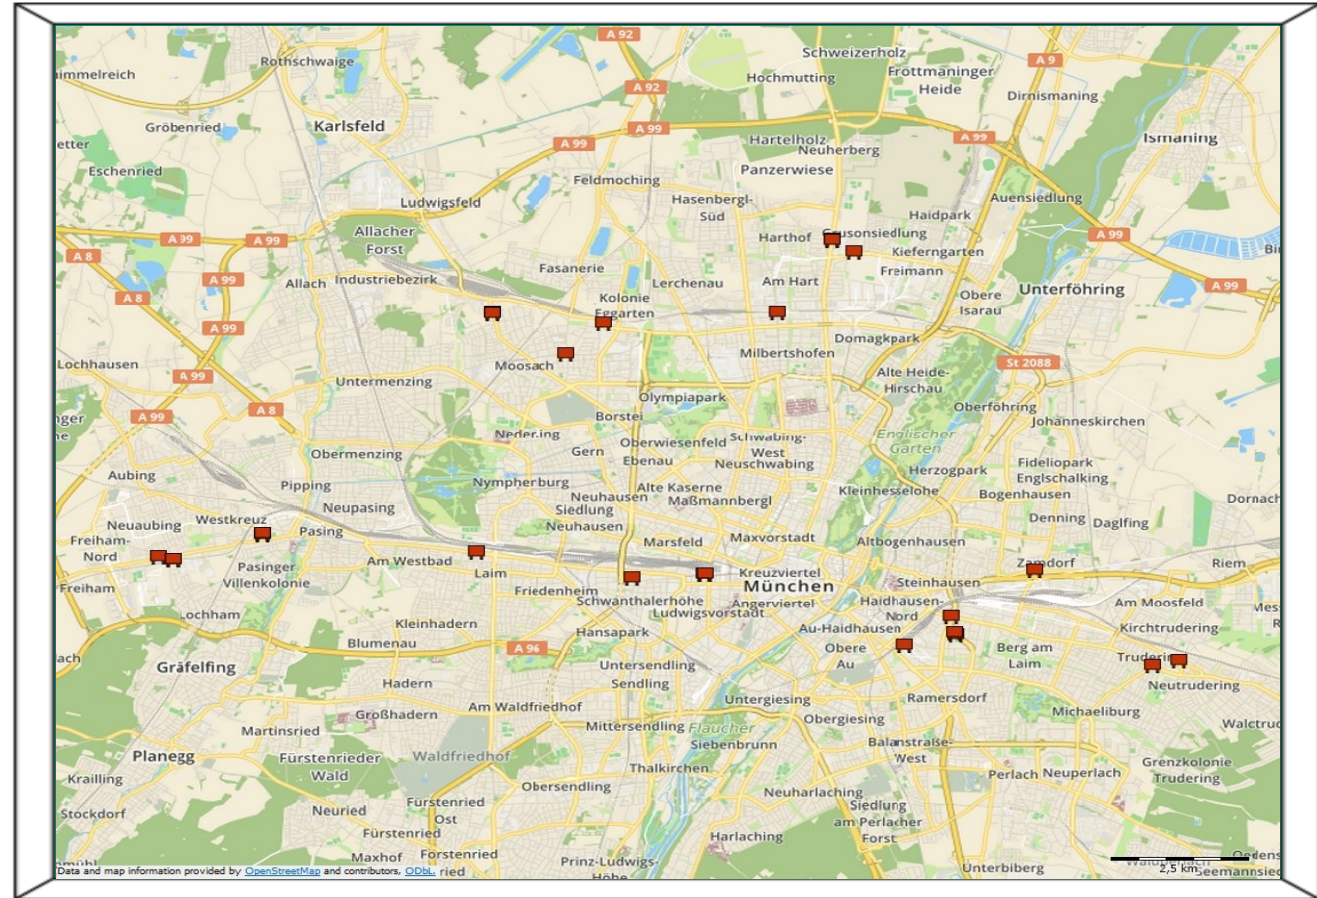 A 92
Rothschwaige
Schweizerholz
A 9
immelreich
Hochmutting
Frottmaninger
Heide
A 92
Dirnismaning
Gröbenried
Karlsfeld
A 99
A 99
Hartelholz
A 99
Ismaning
etter
Neuherberg
Eschenried
Feldmoching
Panzerwiese
Ludwigsfeld
Hasenbergl-
Süd
Auensiedlung
Haidpark
Allacher
Forst
A 99
A 99
Harthof
A 99
A 8
Kieferngarten
Fasanerie
Freimann
A 99
Allach
Industriebezirk
Lerchenau
Am Hart
A 99
A 8
Kolonie
Eggarten
Obere
Isarau
Unterföhring
A 99
Domagkpark
Lochhausen
Moosach
Milbertshofen
St 2088
A 99
Untermenzing
Alte Heide-
Hirschau
A 99
A 8
Olympiapark
Oberföhring
Borstei
Johanneskirchen
Oberwiesenfeld
Schwabing-
West
Englischer
Garten
Obermenzing
Gern
Ebenau
Neuschwabing
Fideliopark
Englschalking
Aubing
Pipping
Nymphenburg
Alte Kaserne
Maßmannbergl
Herzogpark
Kleinhesselohe
Bogenhausen
Neuhausen
Siedlung
Neuhausen
Dornach
Neupasing
Neuaubing
Westkreuz
Pasing
Marsfeld
Maxvorstadt
Altbogenhausen
Denning
Daglfing
Freiham-
Nord
Am Westbad
Laim
Zamdorf
Riem
Freiham
Pasinger
Villenkolonie
Friedenheim
Kreuzviertel
München
Steinhausen
Schwanthalerhöhe
Angerviertel
Haidhausen-
Nord
Am Moosfeld
Lochham
Ludwigsvorstadt
Kleinhadern
Hansapark
Au-Haidhausen
Kirchtrudering
Blumenau
A 96
Obere
Au
Berg am
Laim
lach
Gräfelfing
Untersendling
Sendling
Neutrudering
Hadern
Untergiesing
Ramersdorf
Großhadern
Am Waldfriedhof
Michaeliburg
Martinsried
Mittersendling
Flaucher
Obergiesing
Siebenbrunn
Balanstraße-
West
Planegg
Fürstenrieder
Wald
Waldfriedhof
Thalkirchen
Perlach
Neuperlach
Grenzkolonie
Trudering
Krailling
Obersendling
Neuharlaching
Stockdorf
Neuried
Fürstenried
Ost
Siedlung
am Perlacher
Forst
Fürstenried
Harlaching
Maxhof
Forstenried
Prinz-Ludwigs-
Höhe
Unterbiberg
2,5 km
Data and map information provided by OpenStreetMap and contributors, ODbL.